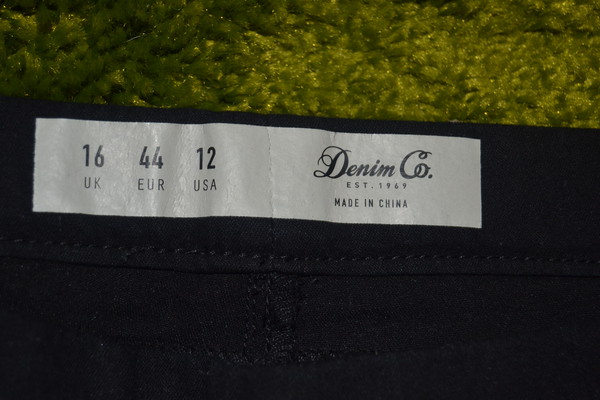 16 44 12
UK EUR USA
Denim Co.
EST. 1969
MADE IN CHINA